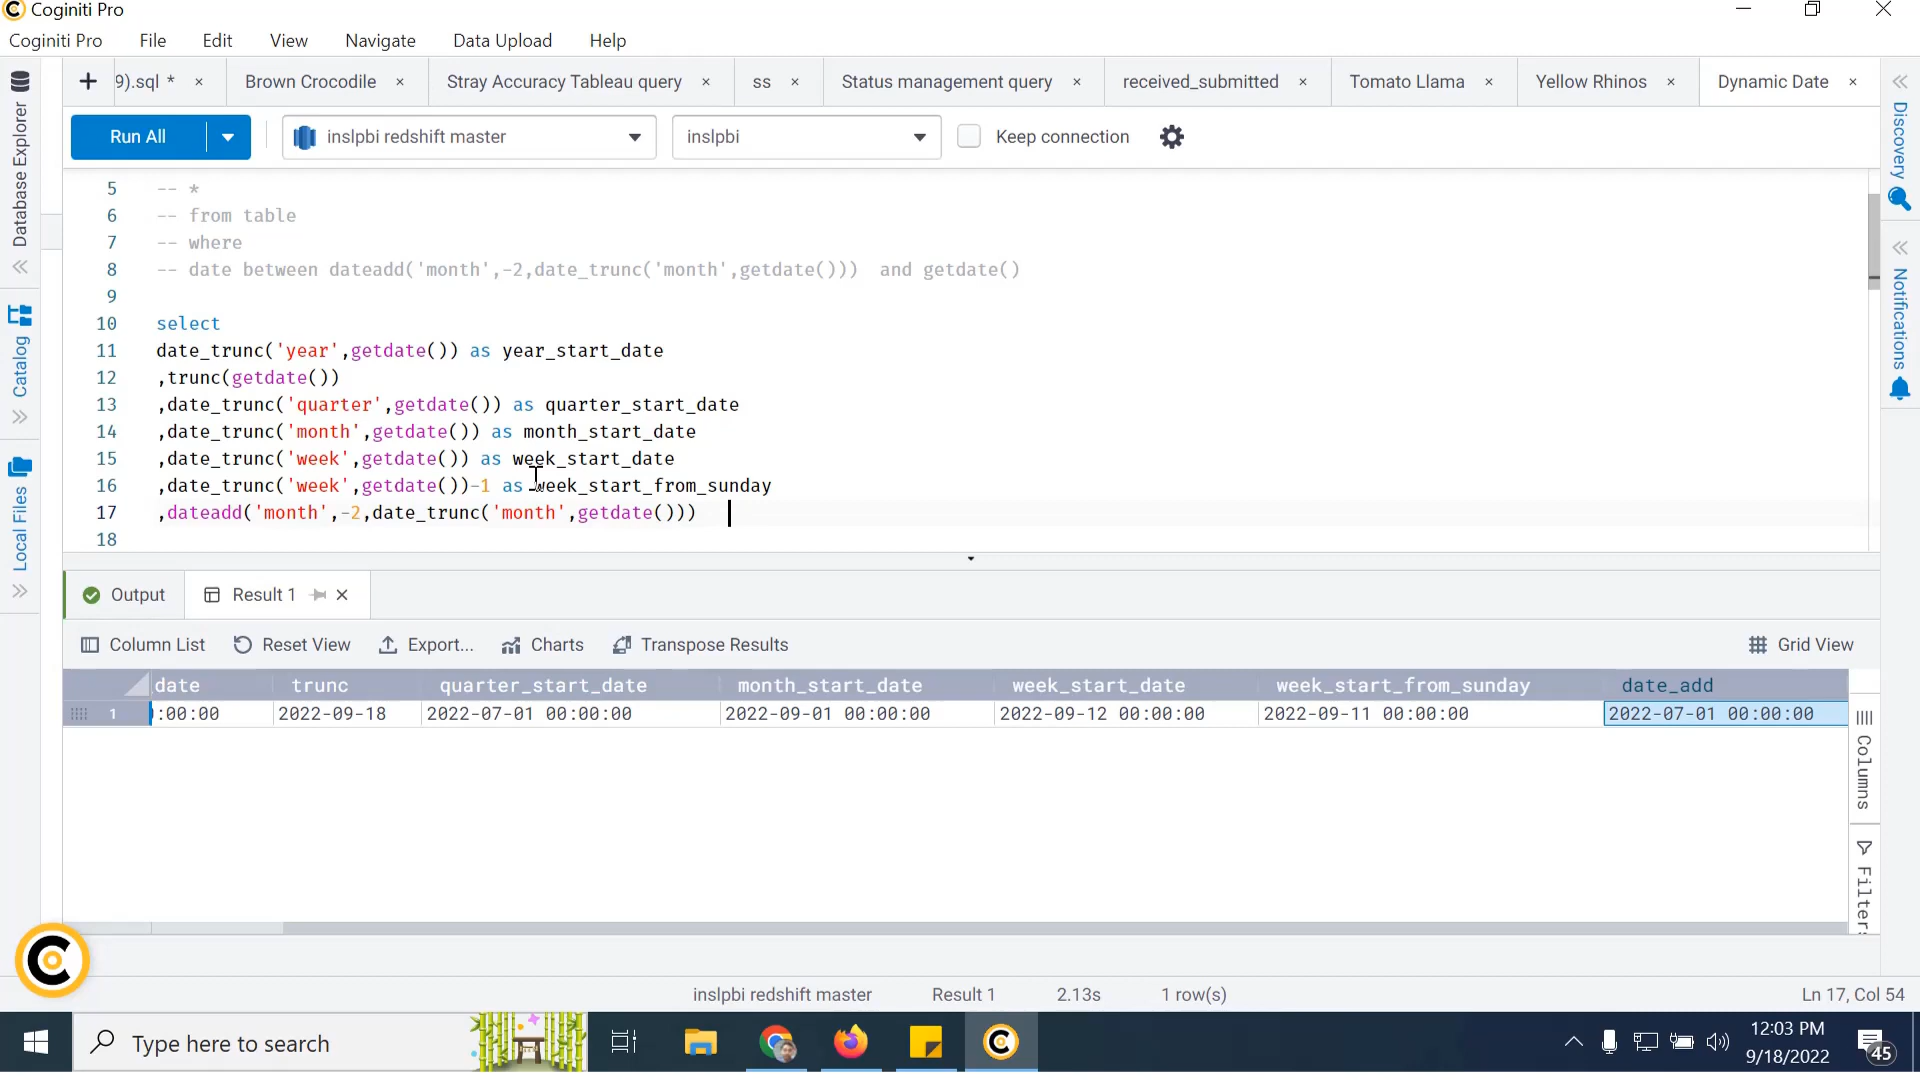 Coginiti Pro
Coginiti Pro File Edit View Navigate Data Upload Help
9).sql * × Brown Crocodile × Stray Accuracy Tableau query × ss × Status management query × received_submitted × Tomato Llama × Yellow Rhinos × Dynamic Date ×
Run All inslpbi redshift master inslpbi Keep connection
Database Explorer
Catalog
Local Files
Discovery
Notifications
5 -- *
6 -- from table
7 -- where
8 -- date between dateadd('month',-2,date_trunc('month',getdate())) and getdate()
9
10 select
11 date_trunc('year',getdate()) as year_start_date
12 ,trunc(getdate())
13 ,date_trunc('quarter',getdate()) as quarter_start_date
14 ,date_trunc('month',getdate()) as month_start_date
15 ,date_trunc('week',getdate()) as week_start_date
16 ,date_trunc('week',getdate())-1 as week_start_from_sunday
17 ,dateadd('month',-2,date_trunc('month',getdate()))
18
Output Result 1
Column List Reset View Export... Charts Transpose Results Grid View
date trunc quarter_start_date month_start_date week_start_date week_start_from_sunday date_add
1 :00:00 2022-09-18 2022-07-01 00:00:00 2022-09-01 00:00:00 2022-09-12 00:00:00 2022-09-11 00:00:00 2022-07-01 00:00:00
Columns
Filters
inslpbi redshift master Result 1 2.13s 1 row(s) Ln 17, Col 54
Type here to search
12:03 PM
9/18/2022
45